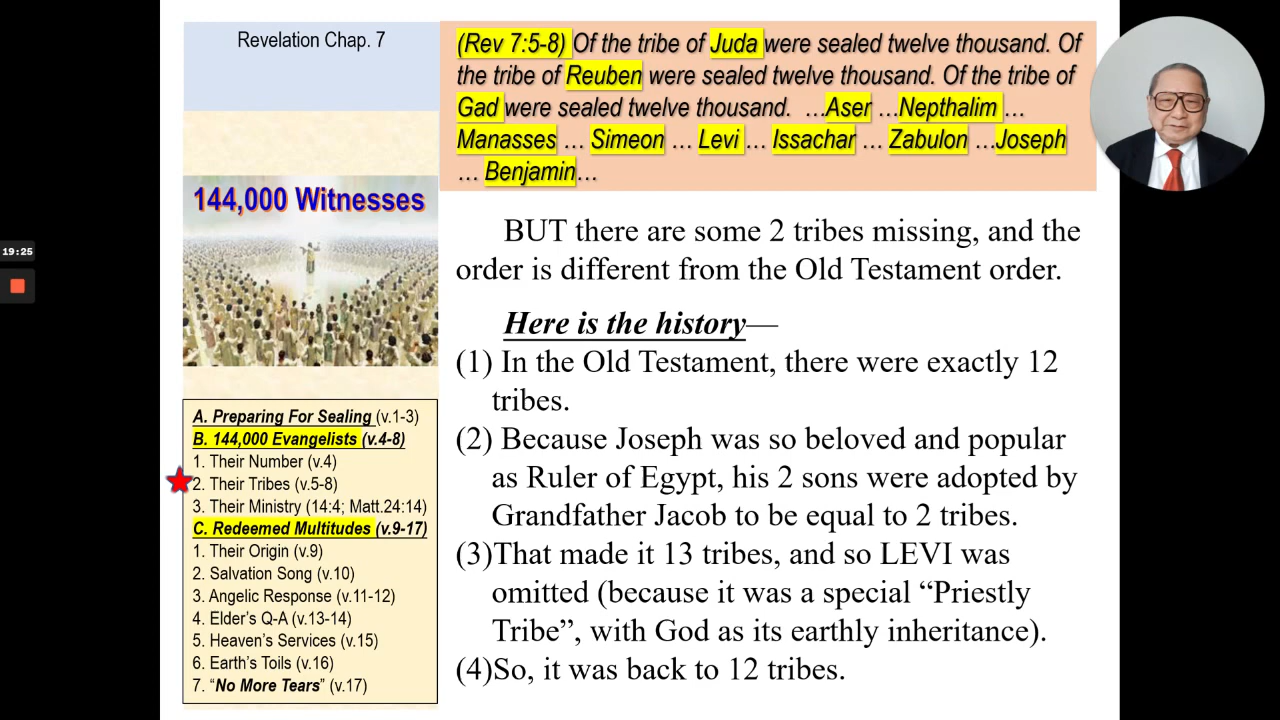 Revelation Chap. 7
(Rev 7:5-8) Of the tribe of Juda were sealed twelve thousand. Of
the tribe of Reuben were sealed twelve thousand. Of the tribe of
Gad were sealed twelve thousand.  …Aser …Nepthalim …
Manasses … Simeon … Levi … Issachar … Zabulon …Joseph
… Benjamin…
144,000 Witnesses
19:25
A. Preparing For Sealing (v.1-3)
B. 144,000 Evangelists (v.4-8)
1. Their Number (v.4)
2. Their Tribes (v.5-8)
3. Their Ministry (14:4; Matt.24:14)
C. Redeemed Multitudes (v.9-17)
1. Their Origin (v.9)
2. Salvation Song (v.10)
3. Angelic Response (v.11-12)
4. Elder’s Q-A (v.13-14)
5. Heaven’s Services (v.15)
6. Earth’s Toils (v.16)
7. “No More Tears” (v.17)
BUT there are some 2 tribes missing, and the
order is different from the Old Testament order.
Here is the history—
(1) In the Old Testament, there were exactly 12
tribes.
(2) Because Joseph was so beloved and popular
as Ruler of Egypt, his 2 sons were adopted by
Grandfather Jacob to be equal to 2 tribes.
(3)That made it 13 tribes, and so LEVI was
omitted (because it was a special “Priestly
Tribe”, with God as its earthly inheritance).
(4)So, it was back to 12 tribes.